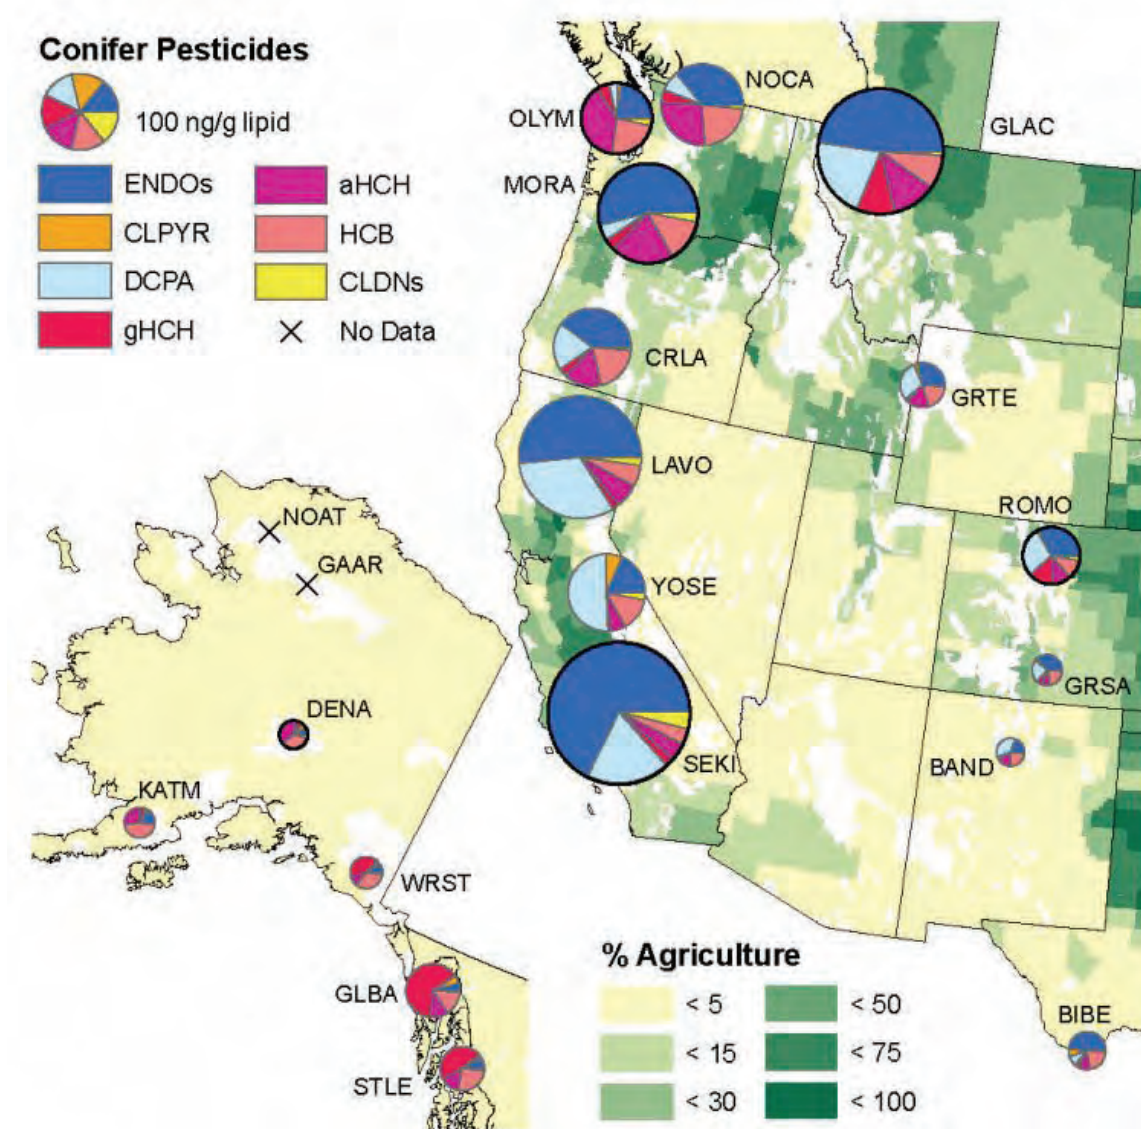 Conifer Pesticides
100 ng/g lipid
ENDOs
aHCH
CLPYR
HCB
DCPA
CLDNs
gHCH
No Data
NOCA
OLYM
GLAC
MORA
CRLA
GRTE
LAVO
ROMO
NOAT
GAAR
YOSE
GRSA
DENA
SEKI
BAND
KATM
WRST
GLBA
STLE
BIBE
% Agriculture
< 5
< 50
< 15
< 75
< 30
< 100